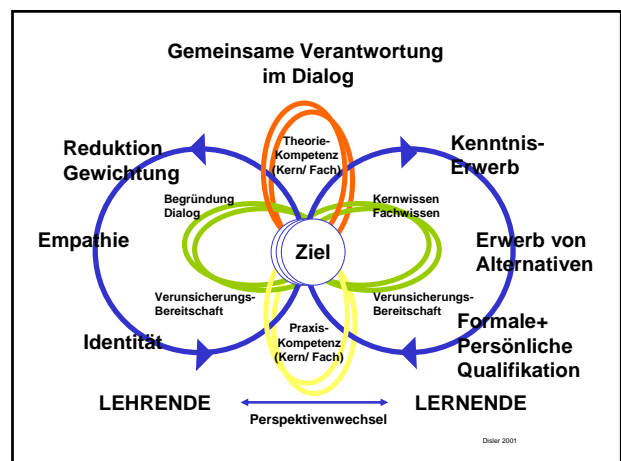 Gemeinsame Verantwortung
im Dialog
Reduktion
Gewichtung
Theorie-
Kompetenz
(Kern/ Fach)
Kenntnis-
Erwerb
Begründung
Dialog
Kernwissen
Fachwissen
Empathie
Ziel
Erwerb von
Alternativen
Verunsicherungs-
Bereitschaft
Verunsicherungs-
Bereitschaft
Identität
Praxis-
Kompetenz
(Kern/ Fach)
Formale+
Persönliche
Qualifikation
LEHRENDE
Perspektivenwechsel
LERNENDE
Disler 2001